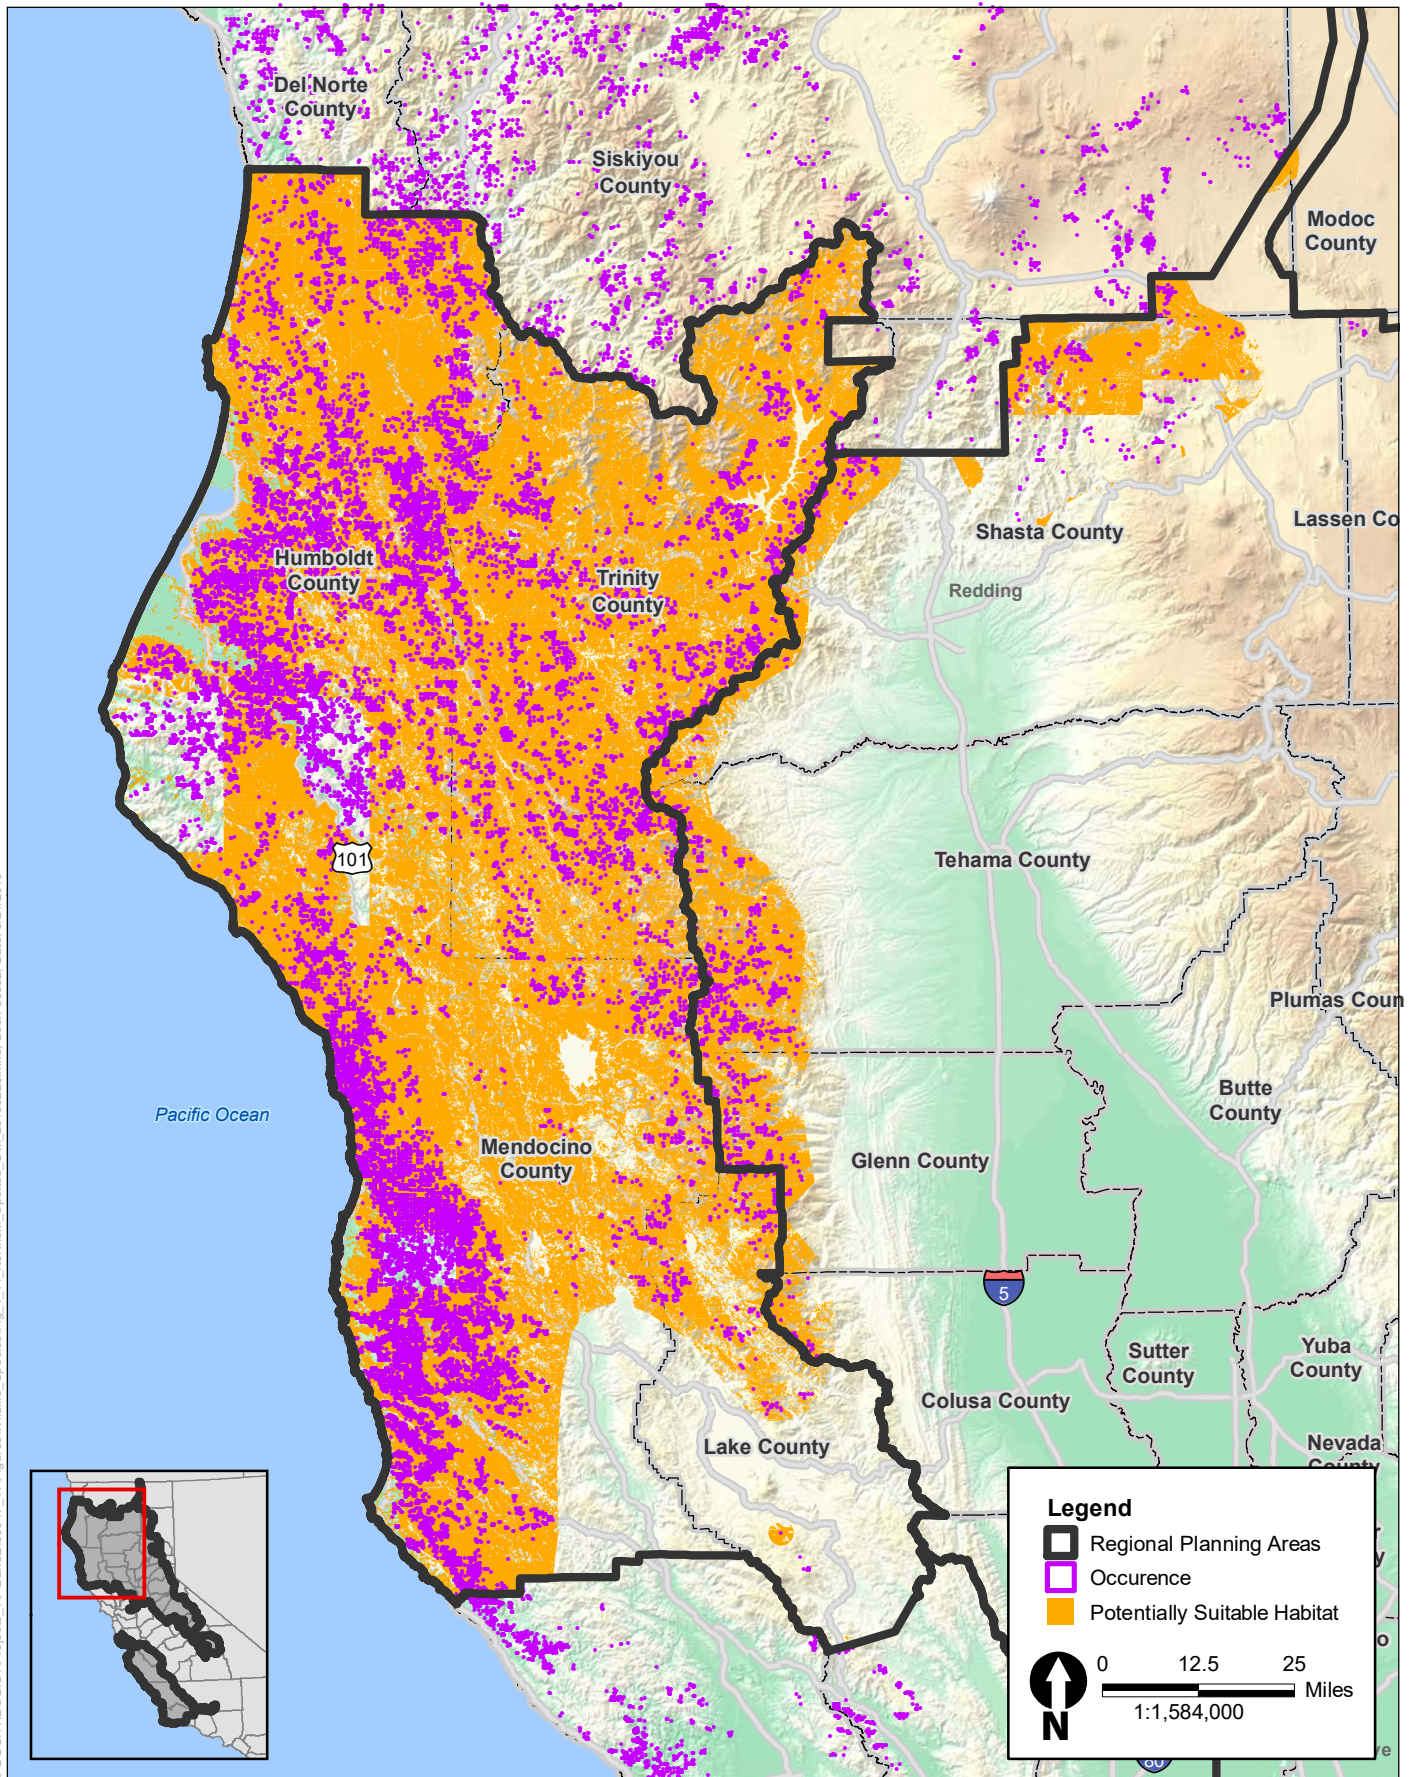 Del Norte
County
Siskiyou
County
Modoc
County
Lassen Co
Shasta County
Redding
Humboldt
County
Trinity
County
101
Tehama County
Plumas Coun
Butte
County
Pacific Ocean
Mendocino
County
Glenn County
5
Sutter
County
Yuba
County
Colusa County
Lake County
Nevada
County
Legend
Regional Planning Areas
Occurence
Potentially Suitable Habitat
0 12.5 25
Miles
1:1,584,000
N
80